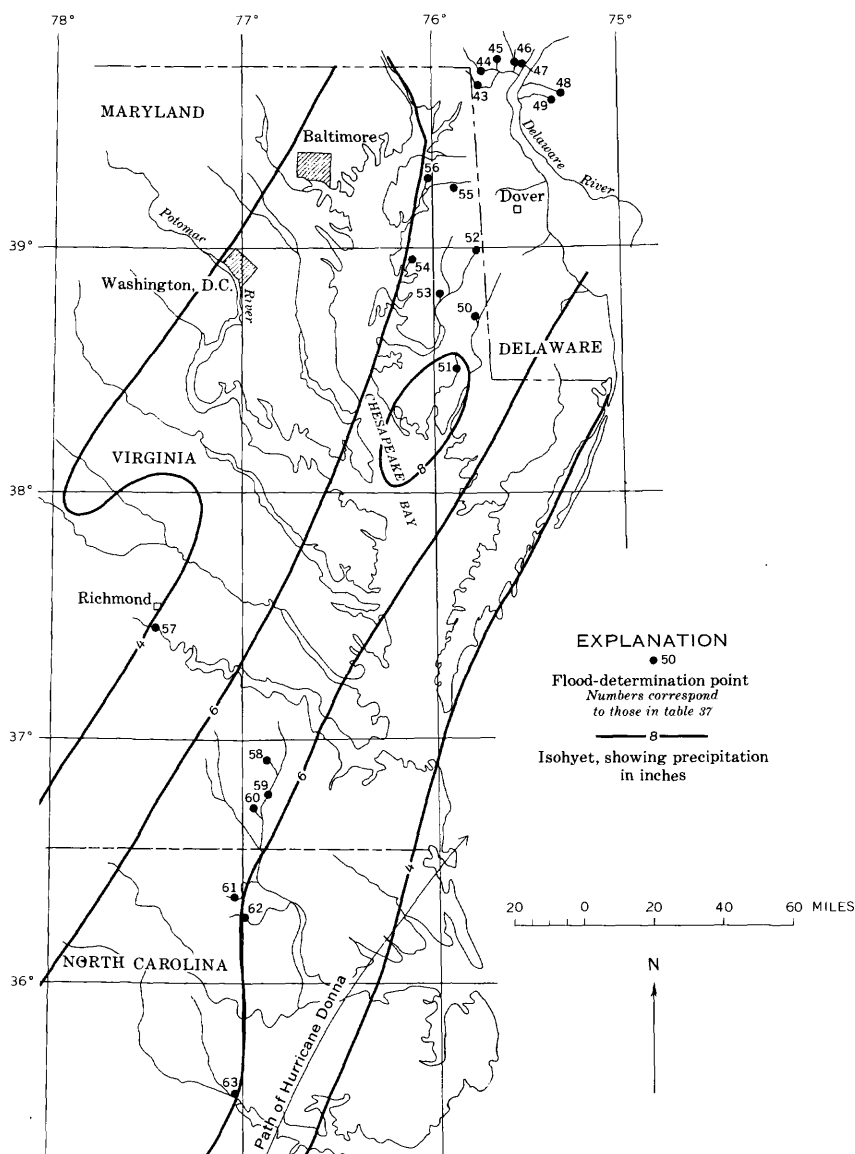 78°
77°
76°
75°
45
46
44
47
43
48
49
MARYLAND
Baltimore
Delaware
River
56
55
Dover
Potomar
River
39°
52
54
Washington, D.C.
53
50
DELAWARE
51
CHESAPEAKE
BAY
8
VIRGINIA
38°
Richmond
57
4
EXPLANATION
50
Flood-determination point
Numbers correspond
to those in table 37
8
Isohyet, showing precipitation
in inches
6
37°
58
6
59
60
4
61
62
20 0 20 40 60 MILES
NORTH CAROLINA
N
36°
Path of Hurricane Donna
63